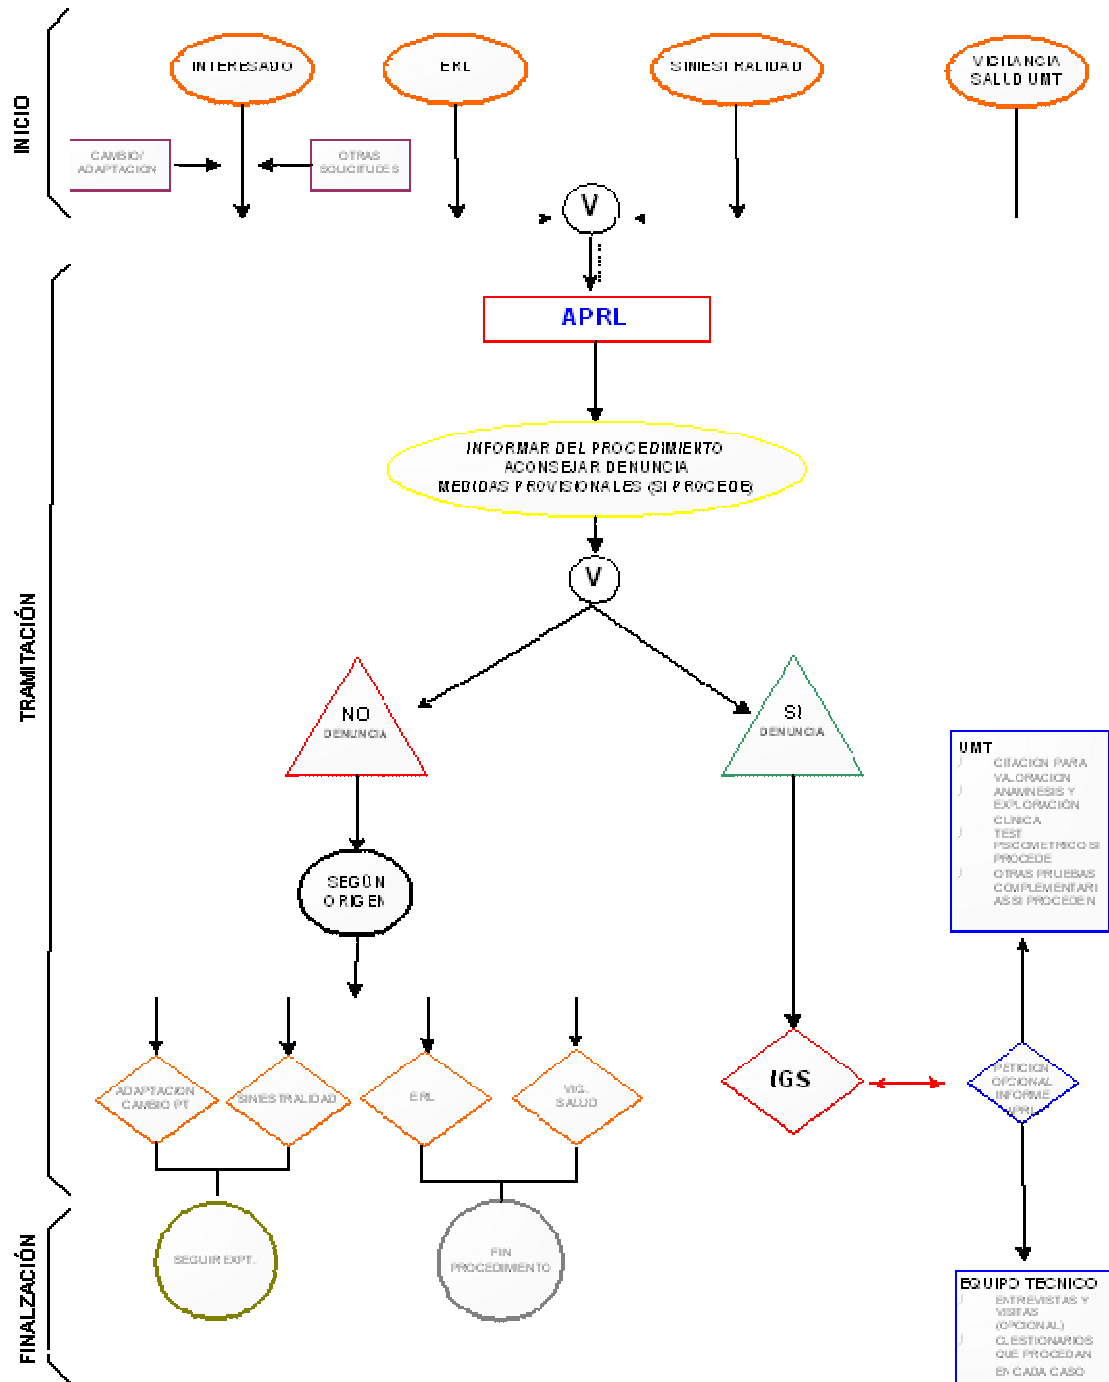 INICIO
INTERESADO
ERL
SINIESTRALIDAD
VIGILANCIA
SALUD UMT
CAMBIO/
ADAPTACION
OTRAS
SOLICITUDES
V
TRAMITACIÓN
APRL
INFORMAR DEL PROCEDIMIENTO
ACONSEJAR DENUNCIA
MEDIDAS PROVISIONALES (SI PROCEDE)
V
NO
DENUNCIA
SI
DENUNCIA
SEGÚN
ORIGEN
UMT
CITACION PARA
VALORACION
ANAMNESIS Y
EXPLORACIÓN
CLINICA
TEST
PSICOMETRICO SI
PROCEDE
OTRAS PRUEBAS
COMPLEMENTARI
AS SI PROCEDEN
ADAPTACION
CAMBIO PT
SINIESTRALIDAD
ERL
VIG.
SALUD
IGS
PETICION
OPCIONAL
INFORME
APRL
FINALZACIÓN
SEGUIR EXPT.
FIN
PROCEDIMIENTO
EQUIPO TECNICO
ENTREVISTAS Y
VISITAS
(OPCIONAL)
CUESTIONARIOS
QUE PROCEDAN
EN CADA CASO